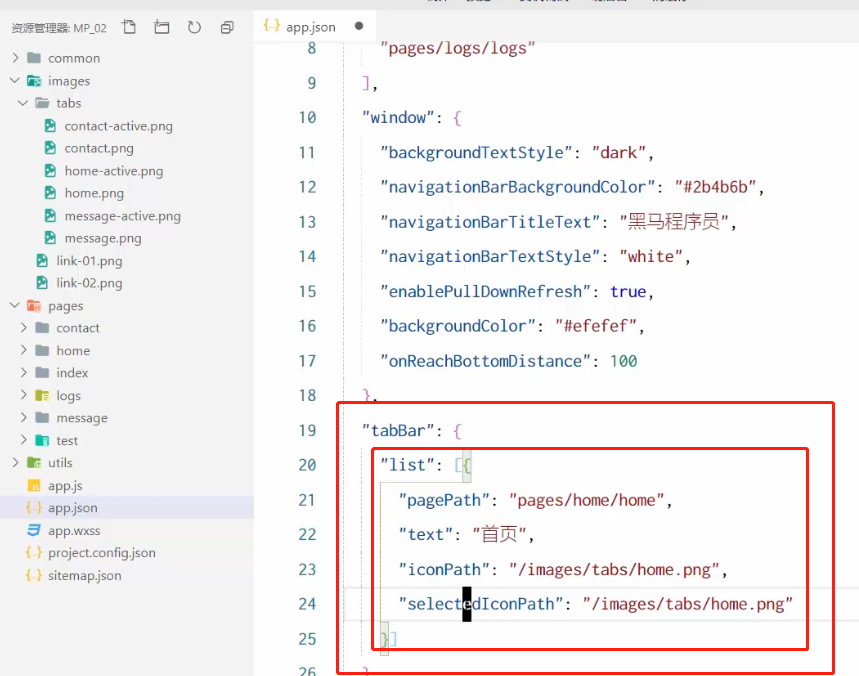 资源管理器: MP_02
common
images
tabs
contact-active.png
contact.png
home-active.png
home.png
message-active.png
message.png
link-01.png
link-02.png
pages
contact
home
index
logs
message
test
utils
app.js
app.json
app.wxss
project.config.json
sitemap.json
{..} app.json
8 "pages/logs/logs"
9 ],
10 "window": {
11 "backgroundTextStyle": "dark",
12 "navigationBarBackgroundColor": "#2b4b6b",
13 "navigationBarTitleText": "黑马程序员",
14 "navigationBarTextStyle": "white",
15 "enablePullDownRefresh": true,
16 "backgroundColor": "#efefef",
17 "onReachBottomDistance": 100
18 },
19 "tabBar": {
20 "list": [{
21 "pagePath": "pages/home/home",
22 "text": "首页",
23 "iconPath": "/images/tabs/home.png",
24 "selectedIconPath": "/images/tabs/home.png"
25 }]
26 }